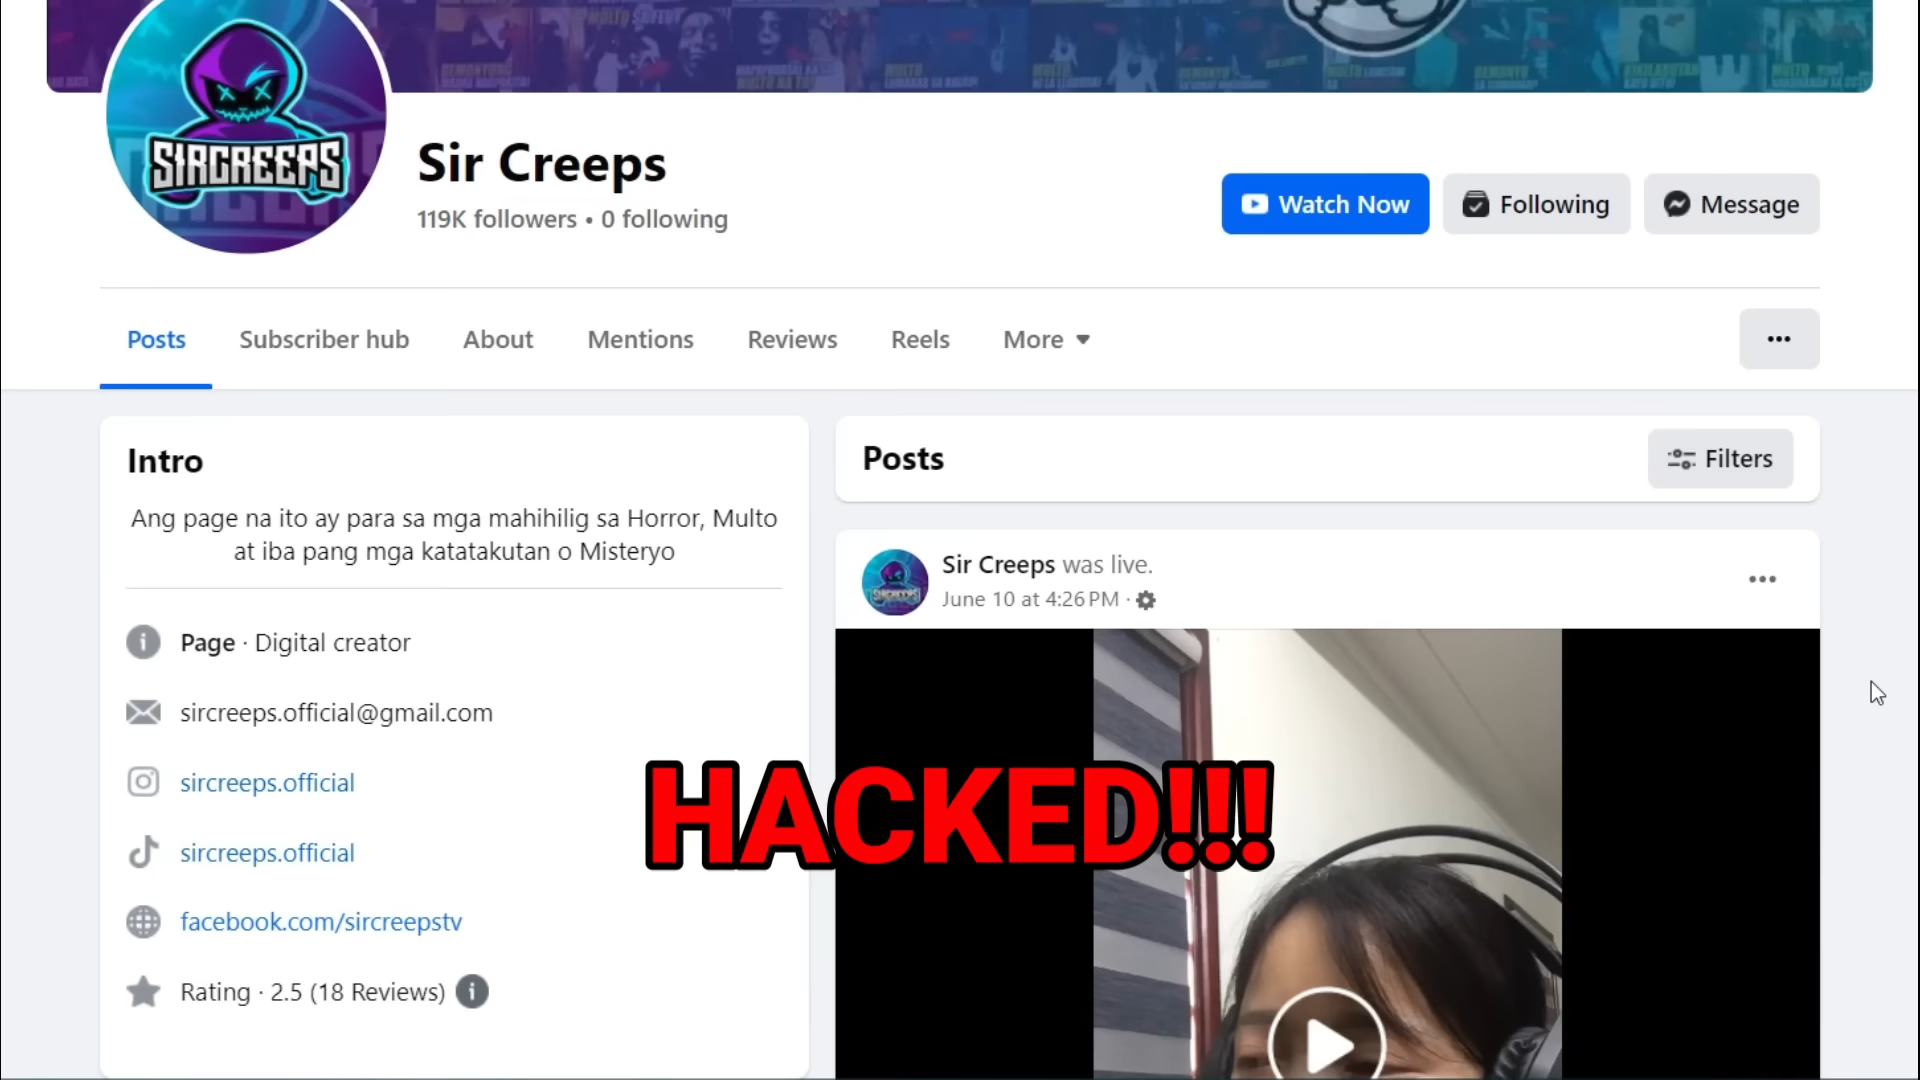 SIRCREEPS
Sir Creeps
119K followers • 0 following
Watch Now
Following
Message
Posts
Subscriber hub
About
Mentions
Reviews
Reels
More
Intro
Ang page na ito ay para sa mga mahihilig sa Horror, Multo
at iba pang mga katatakutan o Misteryo
Page · Digital creator
sircreeps.official@gmail.com
sircreeps.official
sircreeps.official
facebook.com/sircreepstv
Rating · 2.5 (18 Reviews)
Posts
Filters
Sir Creeps was live.
June 10 at 4:26 PM ·
SIRCREEPS
HACKED!!!